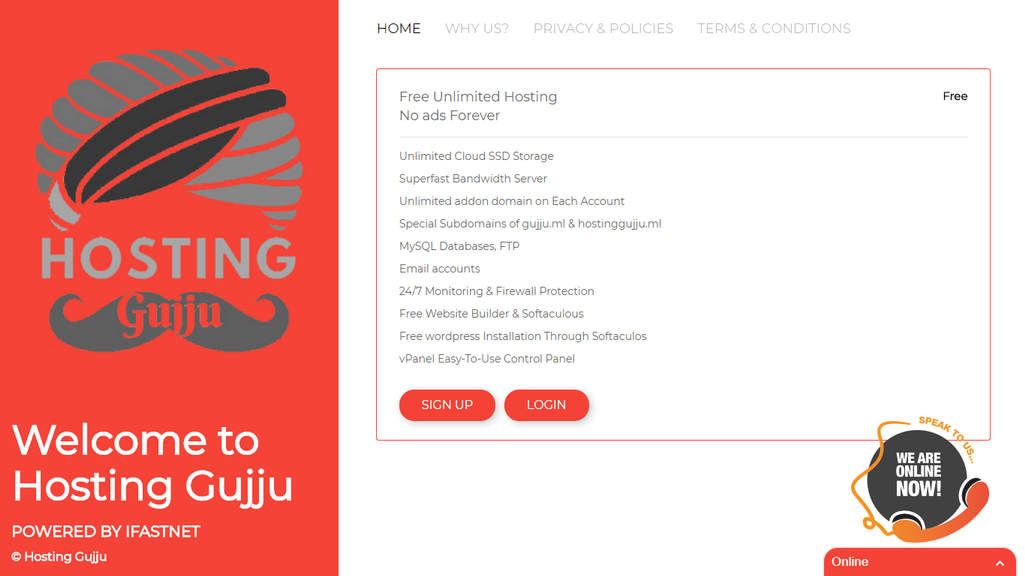 HOSTING
Gujju
Welcome to
Hosting Gujju
POWERED BY IFASTNET
© Hosting Gujju
HOME WHY US? PRIVACY & POLICIES TERMS & CONDITIONS
Free Unlimited Hosting
No ads Forever
Free
Unlimited Cloud SSD Storage
Superfast Bandwidth Server
Unlimited addon domain on Each Account
Special Subdomains of gujju.ml & hostinggujju.ml
MySQL Databases, FTP
Email accounts
24/7 Monitoring & Firewall Protection
Free Website Builder & Softaculous
Free wordpress Installation Through Softaculos
vPanel Easy-To-Use Control Panel
SIGN UP LOGIN
SPEAK TO US...
WE ARE
ONLINE
NOW!
Online